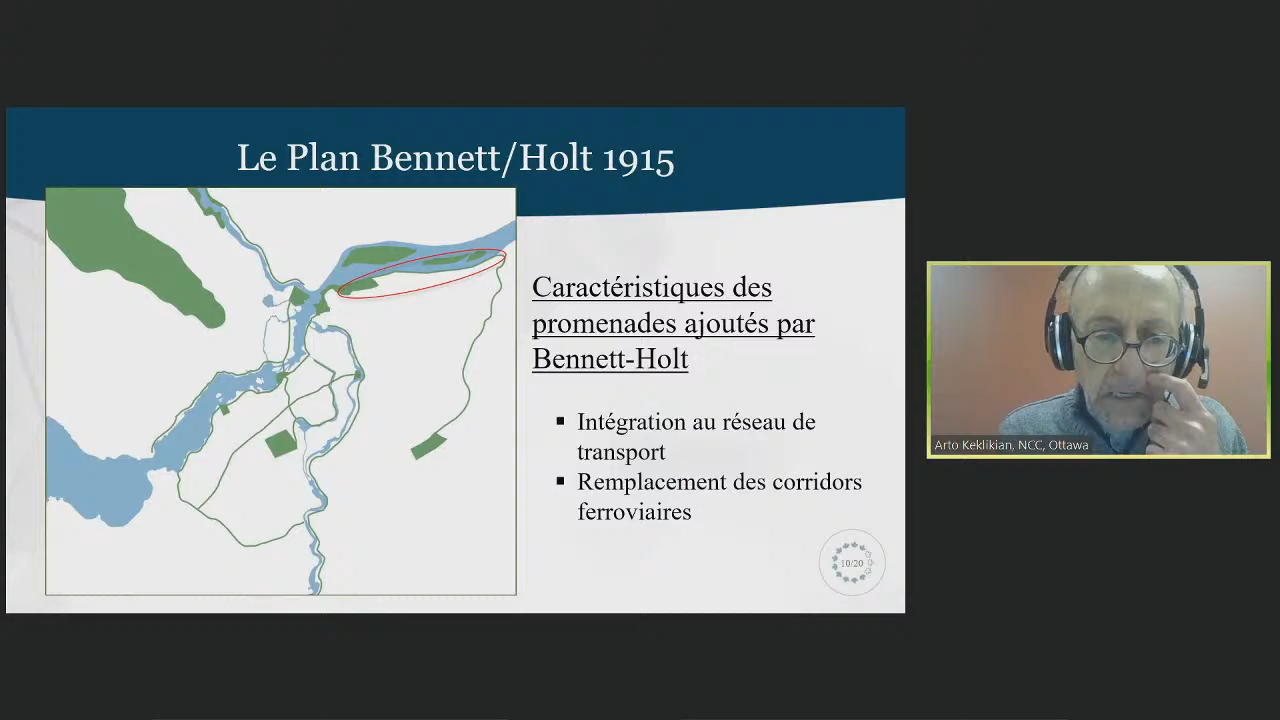 Le Plan Bennett/Holt 1915
Caractéristiques des
promenades ajoutés par
Bennett-Holt
▪ Intégration au réseau de
transport
▪ Remplacement des corridors
ferroviaires
10/20
Arto Keklikian, NCC, Ottawa